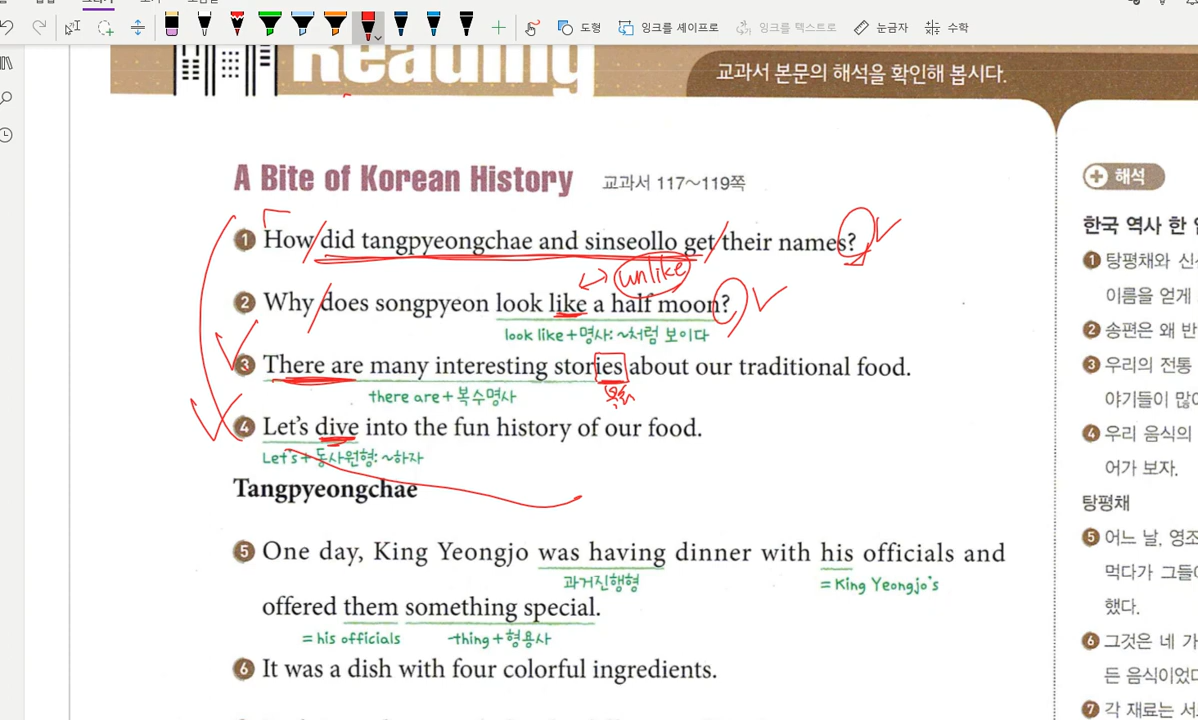 도형
잉크를 셰이프로
잉크를 텍스트로
눈금자
수학
Reading
교과서 본문의 해석을 확인해 봅시다.
A Bite of Korean History 교과서 117~119쪽
1 How did tangpyeongchae and sinseollo get their names?
unlike
2 Why does songpyeon look like a half moon?
look like+명사: ~처럼 보이다
3 There are many interesting stories about our traditional food.
there are+복수명사
4 Let's dive into the fun history of our food.
Let's+동사원형: ~하자
Tangpyeongchae
5 One day, King Yeongjo was having dinner with his officials and
과거진행형 = King Yeongjo's
offered them something special.
= his officials -thing+형용사
6 It was a dish with four colorful ingredients.
해석
한국 역사 한
1 탕평채와
이름을 얻게
2 송편은 왜
3 우리의 전통
야기들이
4 우리 음식의
어가 보자.
탕평채
5 어느 날, 영조
먹다가
했다.
6 그것은 네
든
7 각 재료는